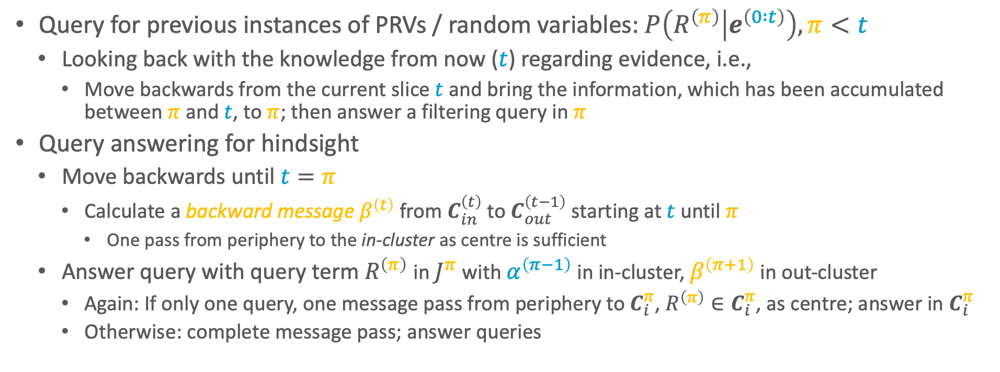 • Query for previous instances of PRVs / random variables: P(R^(π)|e^(0:t)), π < t
• Looking back with the knowledge from now (t) regarding evidence, i.e.,
• Move backwards from the current slice t and bring the information, which has been accumulated
between π and t, to π; then answer a filtering query in π
• Query answering for hindsight
• Move backwards until t = π
• Calculate a backward message β^(t) from C_in^(t) to C_out^(t−1) starting at t until π
• One pass from periphery to the in-cluster as centre is sufficient
• Answer query with query term R^(π) in J^π with α^(π−1) in in-cluster, β^(π+1) in out-cluster
• Again: If only one query, one message pass from periphery to C_i^π, R^(π) ∈ C_i^π, as centre; answer in C_i^π
• Otherwise: complete message pass; answer queries